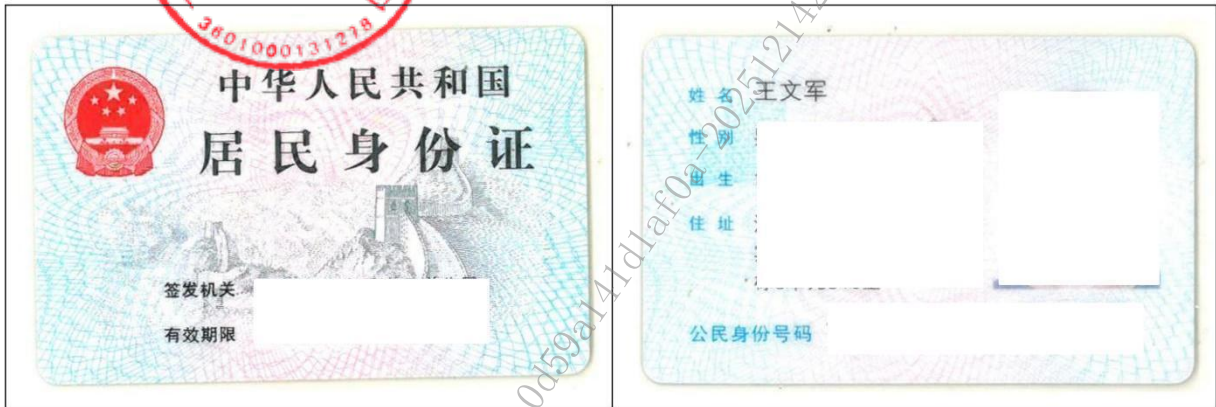 3601000131278
中华人民共和国
居民身份证
签发机关
有效期限
姓名 王文军
性别
出生
住址
公民身份号码